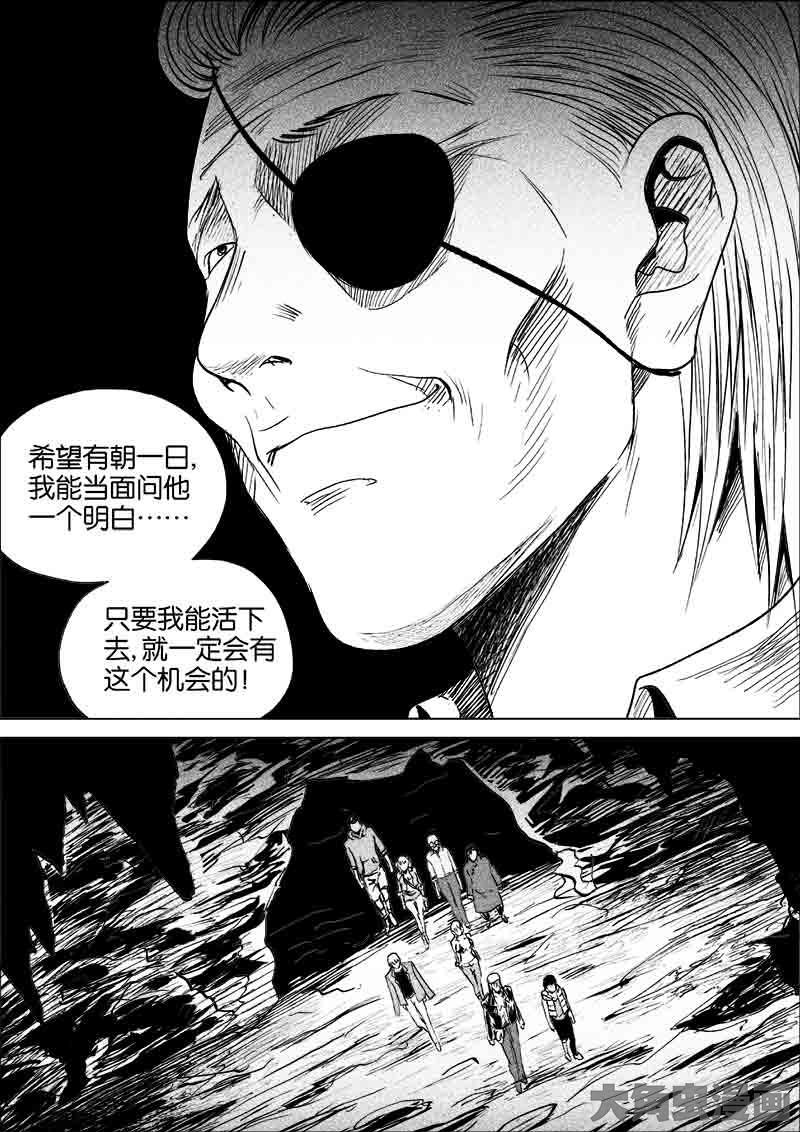 希望有朝一日,
我能当面问他
一个明白……
只要我能活下
去,就一定会有
这个机会的！
大角虫漫画